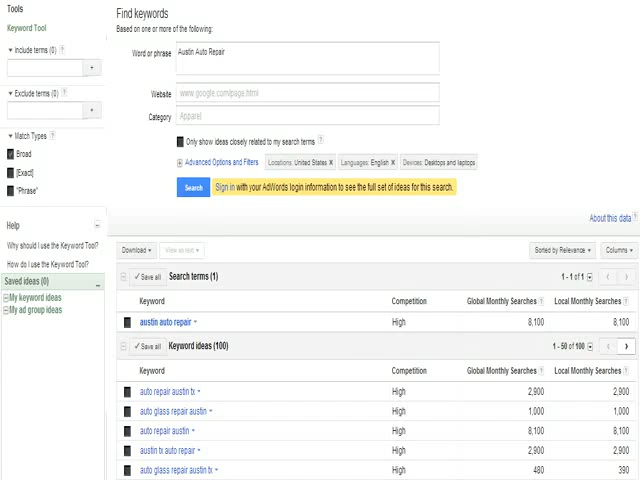 Tools
Keyword Tool
Include terms (0) ?
+
Exclude terms (0) ?
+
Match Types ?
Broad
[Exact]
"Phrase"
Help
Why should I use the Keyword Tool?
How do I use the Keyword Tool?
Saved ideas (0)
My keyword ideas
My ad group ideas
Find keywords
Based on one or more of the following:
Word or phrase Austin Auto Repair
Website www.google.com/page.html
Category Apparel
Only show ideas closely related to my search terms ?
Advanced Options and Filters Locations: United States × Languages: English × Devices: Desktops and laptops
Search Sign in with your AdWords login information to see the full set of ideas for this search.
About this data ?
Download View as text Sorted by Relevance Columns
✓ Save all Search terms (1) 1 - 1 of 1
Keyword Competition Global Monthly Searches ? Local Monthly Searches ?
austin auto repair High 8,100 8,100
✓ Save all Keyword ideas (100) 1 - 50 of 100
Keyword Competition Global Monthly Searches ? Local Monthly Searches ?
auto repair austin tx High 2,900 2,900
auto glass repair austin High 1,000 1,000
auto repair austin High 8,100 8,100
austin tx auto repair High 2,900 2,900
auto glass repair austin tx High 480 390